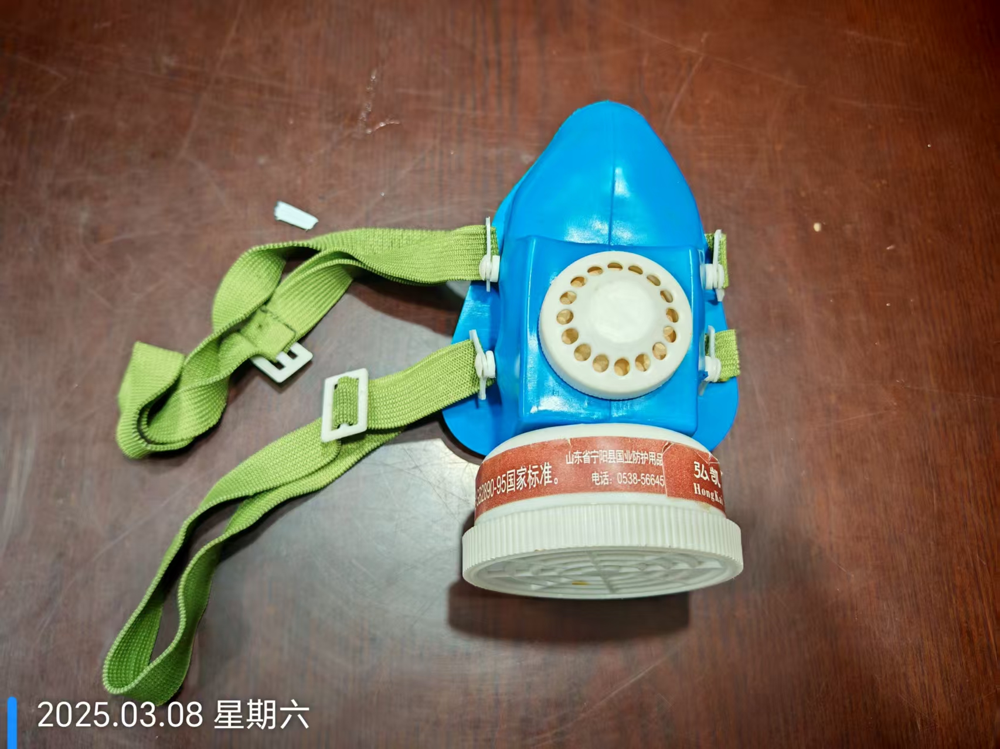 山东省宁阳县国业防护用品
GB2890-95国家标准。
电话：0538-56645
弘凯
HongKa
2025.03.08 星期六